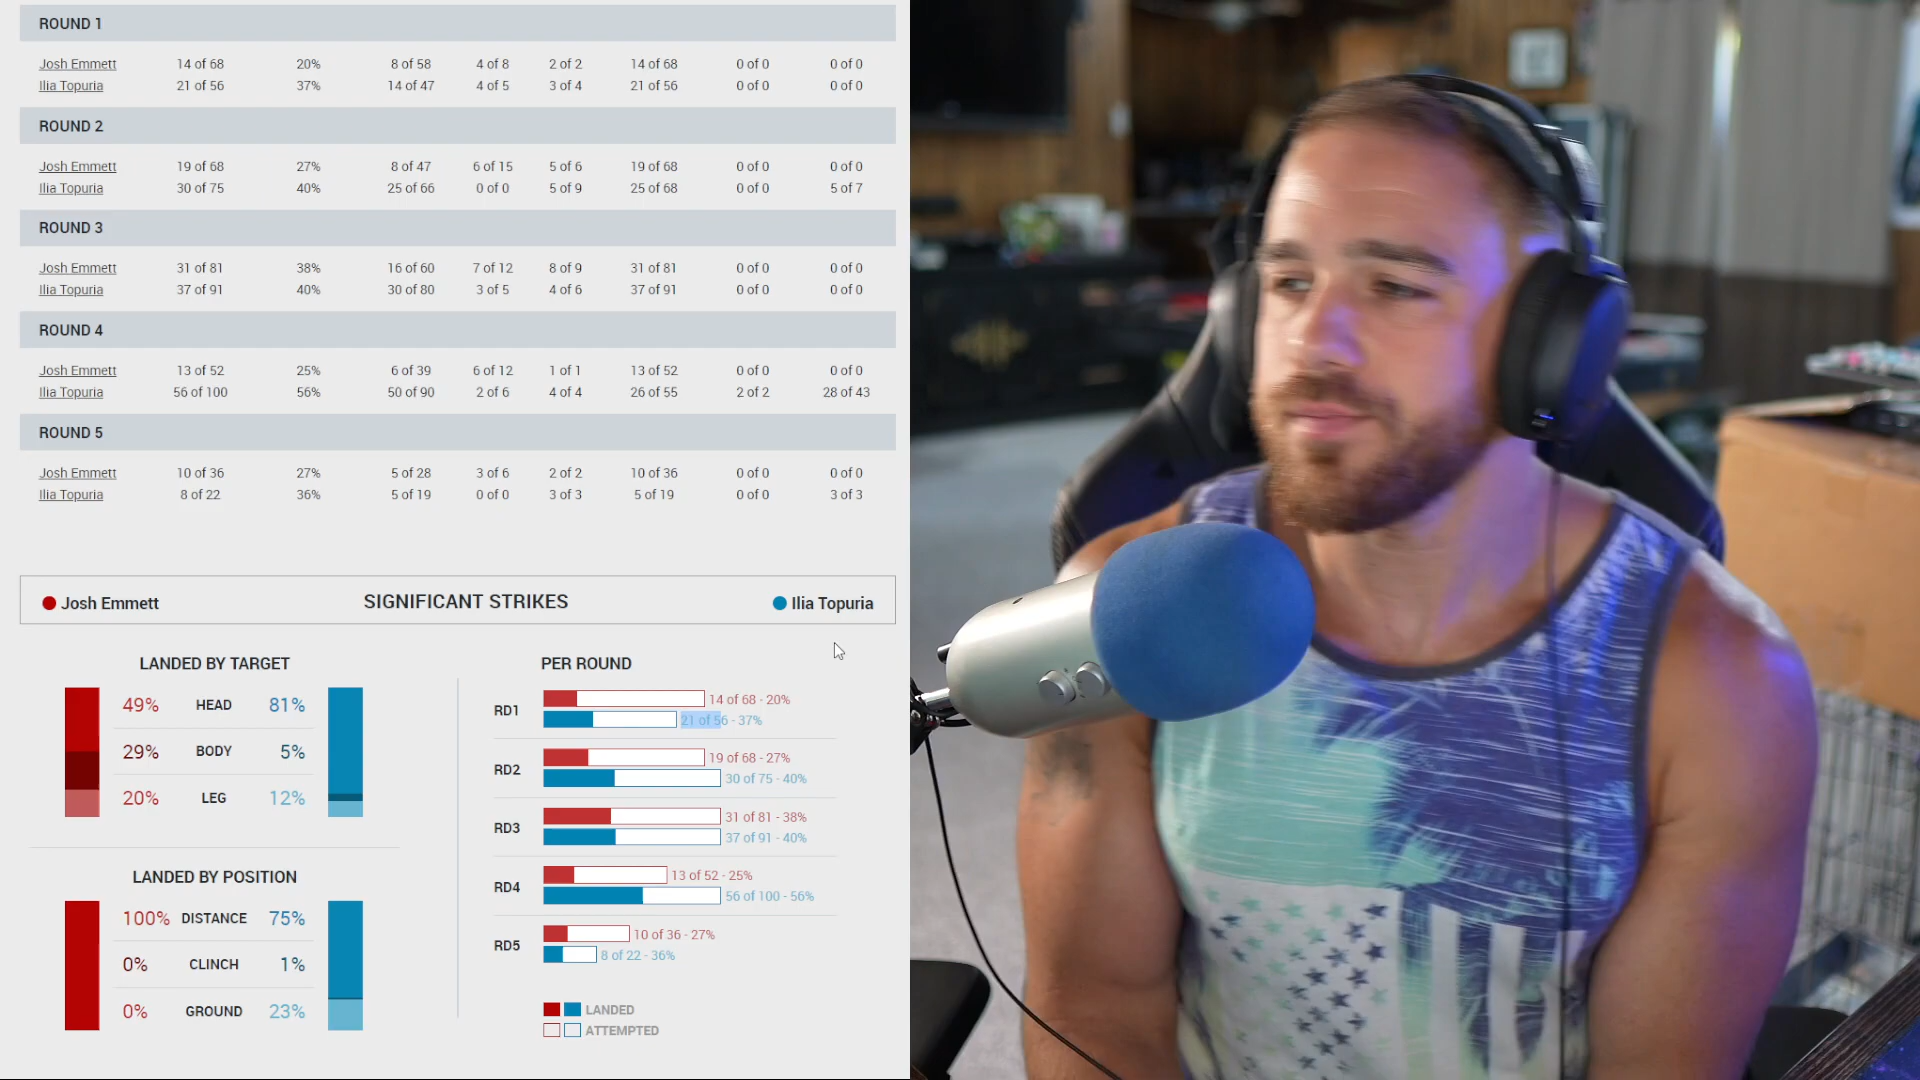 ROUND 1
Josh Emmett 14 of 68 20% 8 of 58 4 of 8 2 of 2 14 of 68 0 of 0 0 of 0
Ilia Topuria 21 of 56 37% 14 of 47 4 of 5 3 of 4 21 of 56 0 of 0 0 of 0
ROUND 2
Josh Emmett 19 of 68 27% 8 of 47 6 of 15 5 of 6 19 of 68 0 of 0 0 of 0
Ilia Topuria 30 of 75 40% 25 of 66 0 of 0 5 of 9 25 of 68 0 of 0 5 of 7
ROUND 3
Josh Emmett 31 of 81 38% 16 of 60 7 of 12 8 of 9 31 of 81 0 of 0 0 of 0
Ilia Topuria 37 of 91 40% 30 of 80 3 of 5 4 of 6 37 of 91 0 of 0 0 of 0
ROUND 4
Josh Emmett 13 of 52 25% 6 of 39 6 of 12 1 of 1 13 of 52 0 of 0 0 of 0
Ilia Topuria 56 of 100 56% 50 of 90 2 of 6 4 of 4 26 of 55 2 of 2 28 of 43
ROUND 5
Josh Emmett 10 of 36 27% 5 of 28 3 of 6 2 of 2 10 of 36 0 of 0 0 of 0
Ilia Topuria 8 of 22 36% 5 of 19 0 of 0 3 of 3 5 of 19 0 of 0 3 of 3
Josh Emmett SIGNIFICANT STRIKES Ilia Topuria
LANDED BY TARGET
49% HEAD 81%
29% BODY 5%
20% LEG 12%
LANDED BY POSITION
100% DISTANCE 75%
0% CLINCH 1%
0% GROUND 23%
PER ROUND
RD1
14 of 68 - 20%
21 of 56 - 37%
RD2
19 of 68 - 27%
30 of 75 - 40%
RD3
31 of 81 - 38%
37 of 91 - 40%
RD4
13 of 52 - 25%
56 of 100 - 56%
RD5
10 of 36 - 27%
8 of 22 - 36%
LANDED
ATTEMPTED